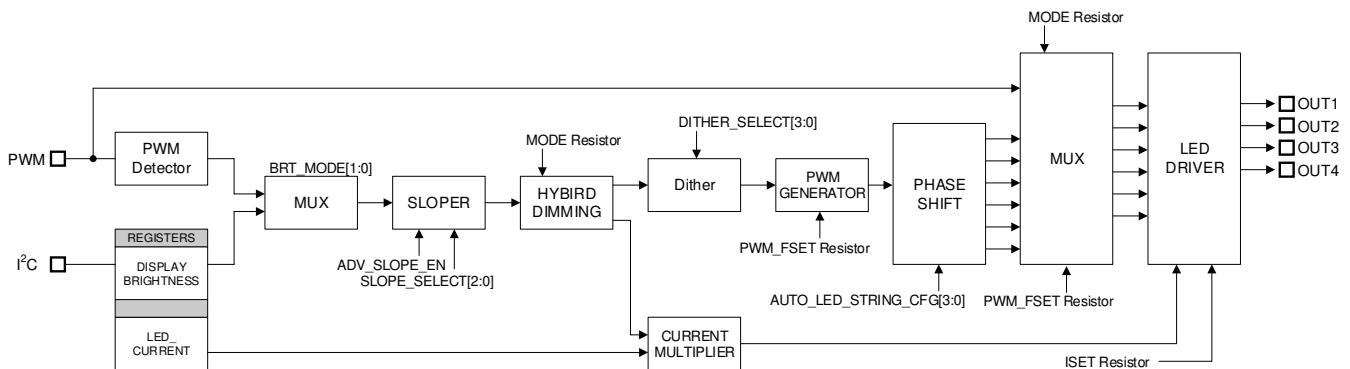 MODE Resistor
OUT1
OUT2
OUT3
OUT4
PWM
PWM
Detector
BRT_MODE[1:0]
MUX
SLOPER
ADV_SLOPE_EN
SLOPE_SELECT[2:0]
MODE Resistor
HYBIRD
DIMMING
DITHER_SELECT[3:0]
Dither
PWM
GENERATOR
PWM_FSET Resistor
PHASE
SHIFT
AUTO_LED_STRING_CFG[3:0]
MUX
PWM_FSET Resistor
LED
DRIVER
I²C
REGISTERS
DISPLAY
BRIGHTNESS
LED_
CURRENT
CURRENT
MULTIPLIER
ISET Resistor